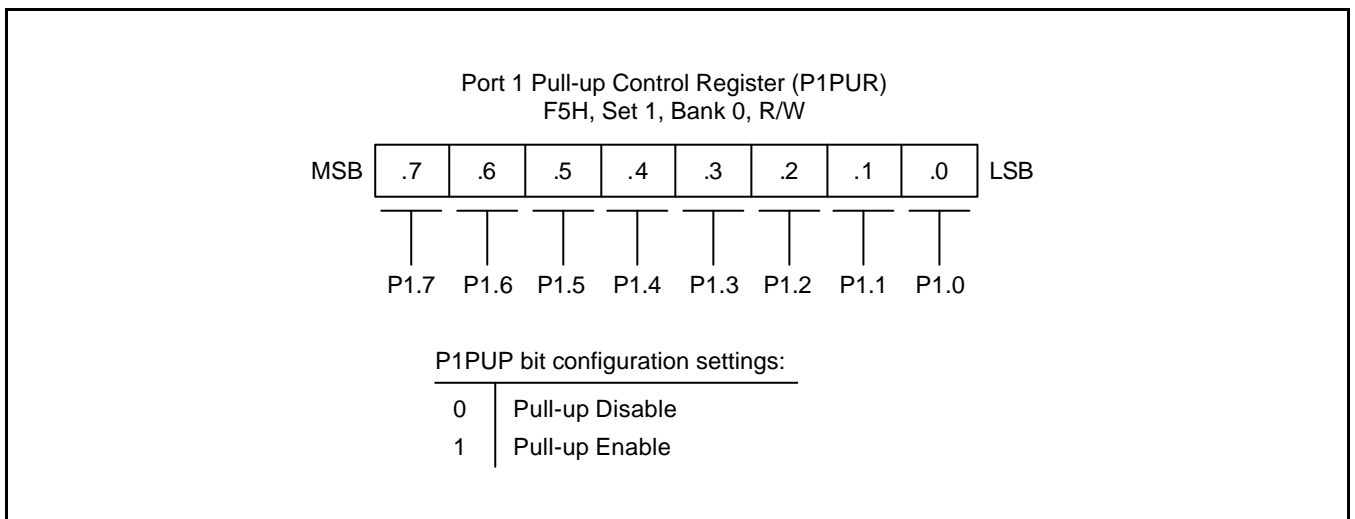 Port 1 Pull-up Control Register (P1PUR)
F5H, Set 1, Bank 0, R/W
MSB .7 .6 .5 .4 .3 .2 .1 .0 LSB
P1.7 P1.6 P1.5 P1.4 P1.3 P1.2 P1.1 P1.0
P1PUP bit configuration settings:
0 Pull-up Disable
1 Pull-up Enable